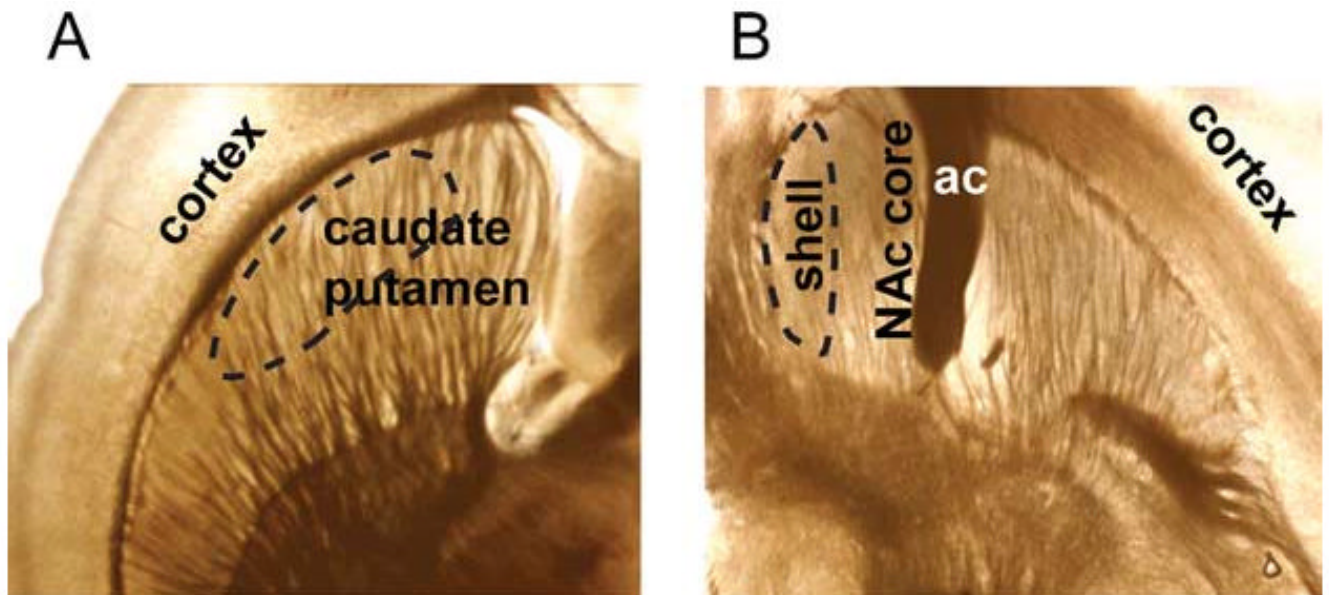 A
cortex
caudate
putamen
B
shell
NAc core
ac
cortex